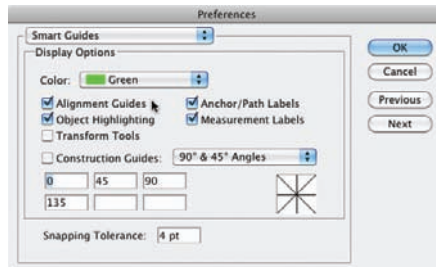 Preferences
Smart Guides
OK
Display Options
Cancel
Color: Green
Previous
Alignment Guides Anchor/Path Labels
Object Highlighting Measurement Labels
Next
Transform Tools
Construction Guides: 90° & 45° Angles
0 45 90
135
Snapping Tolerance: 4 pt